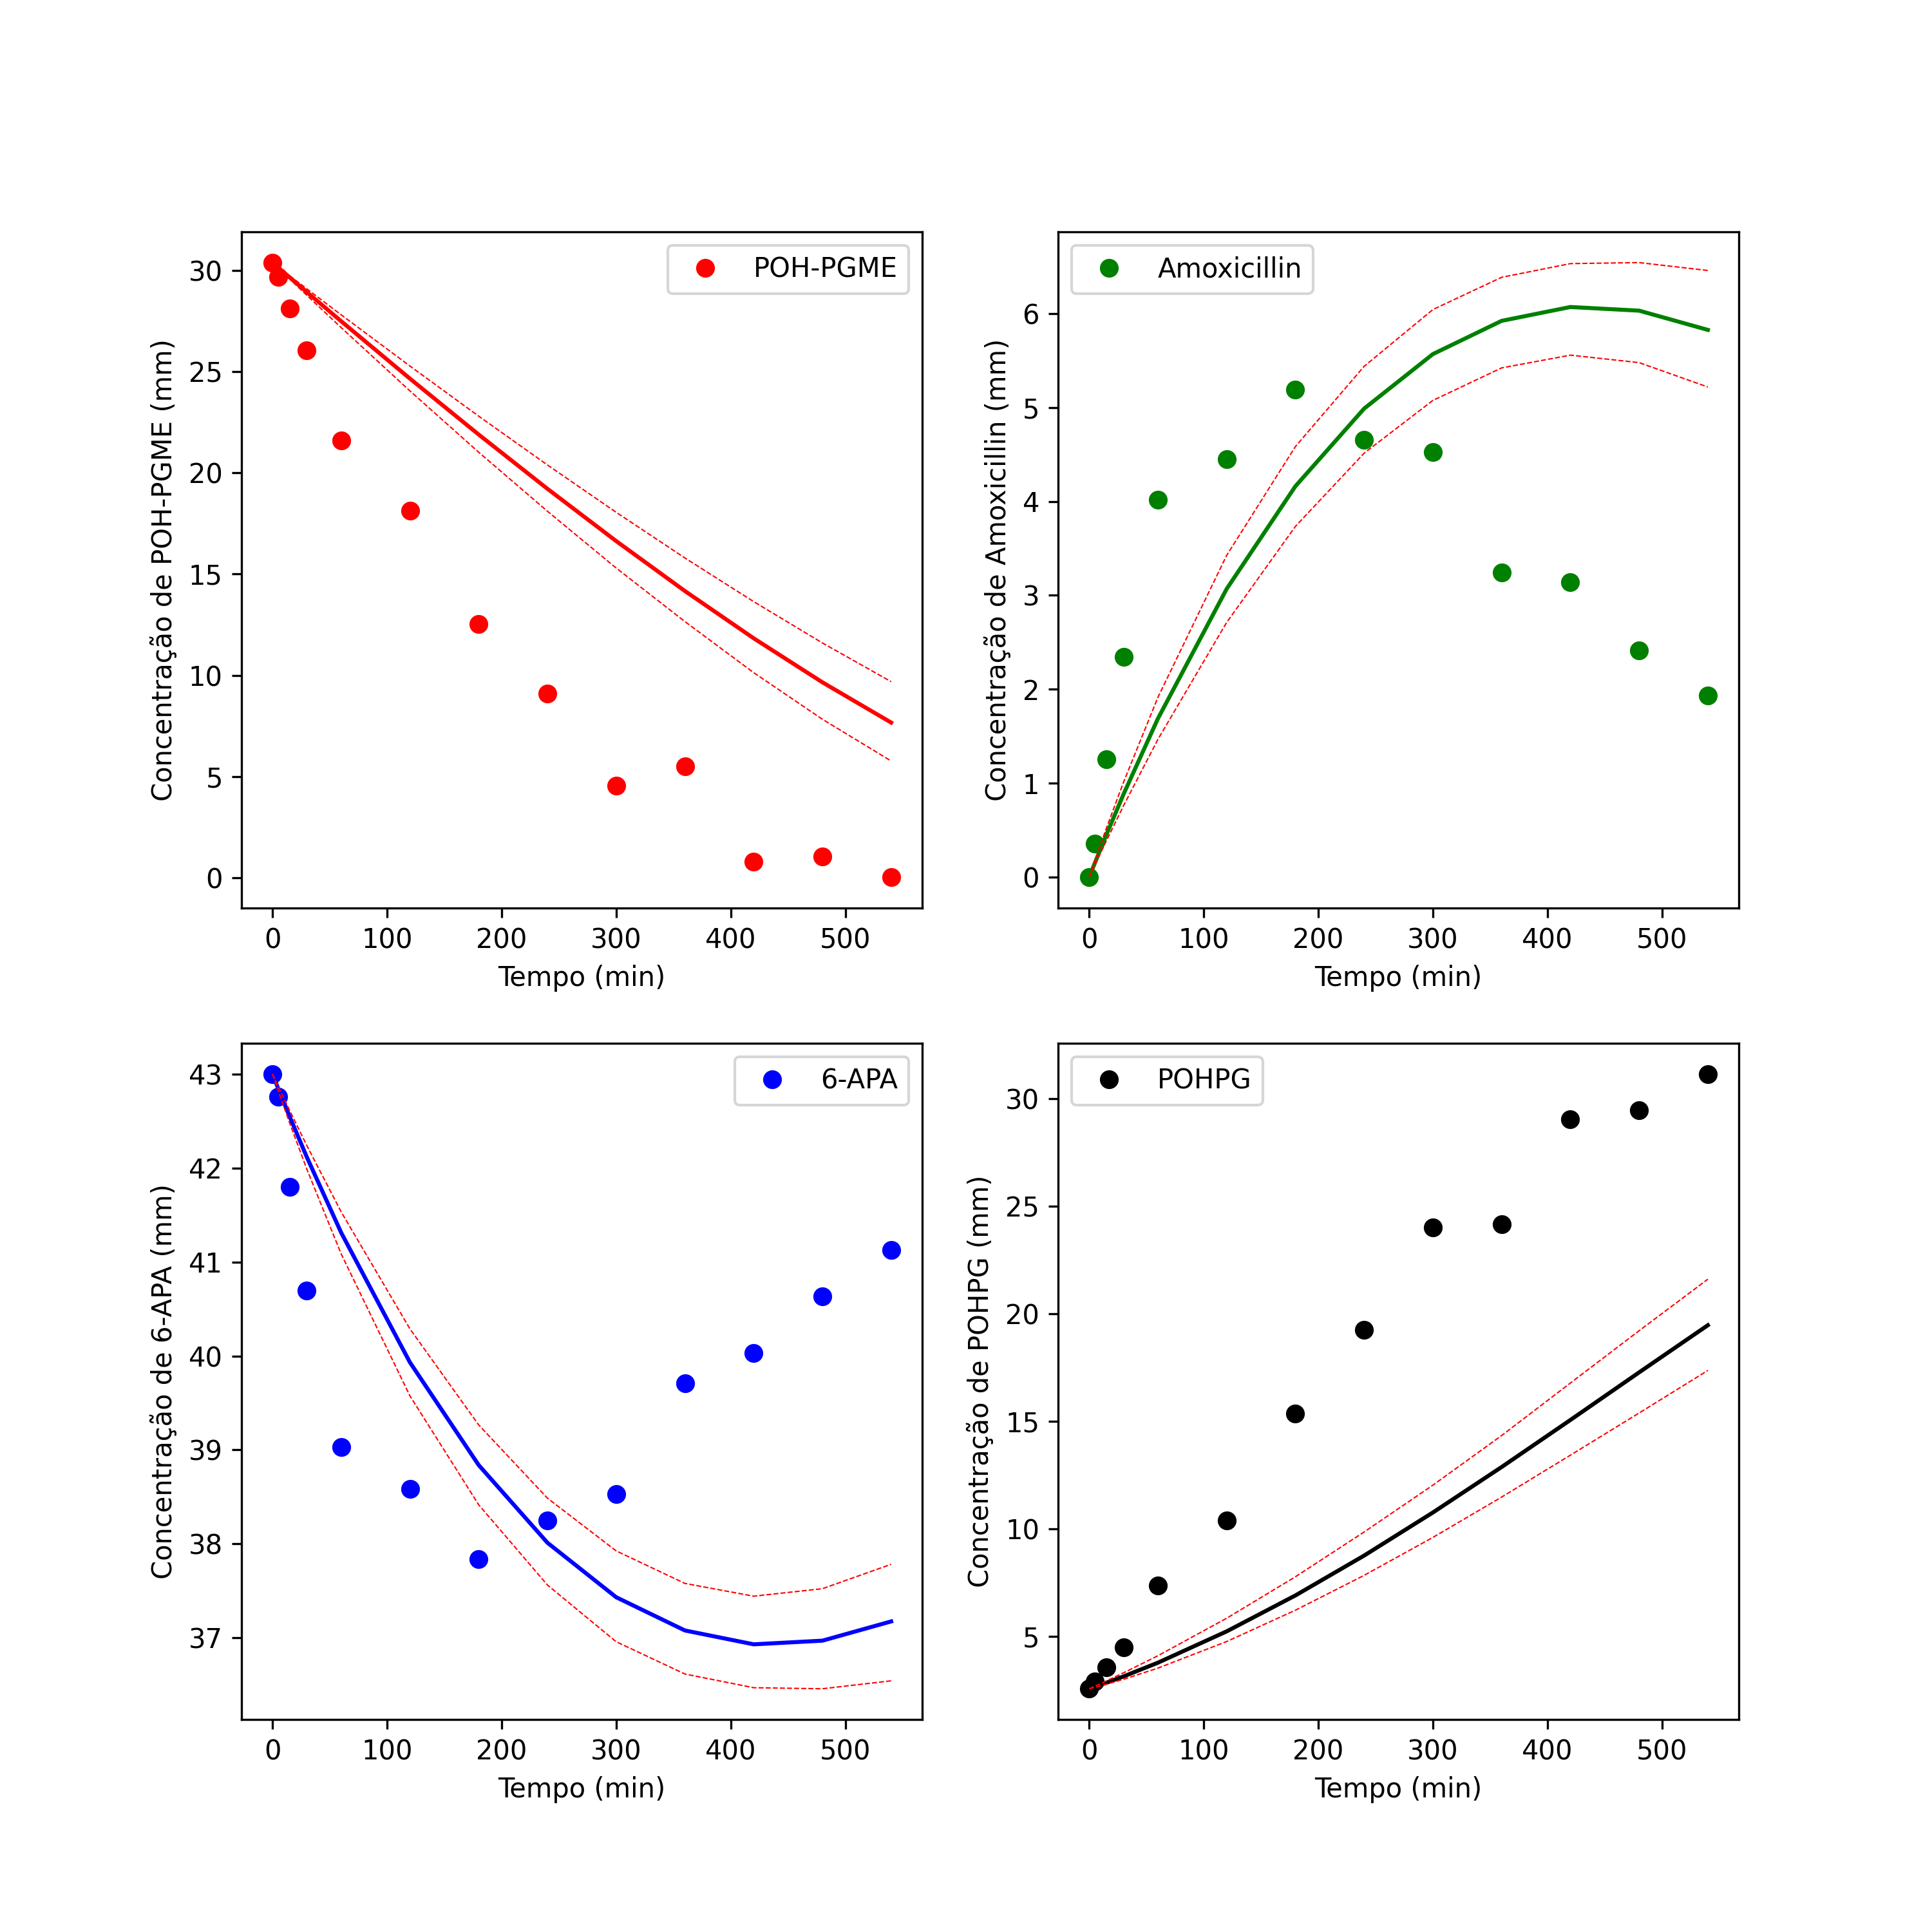 POH-PGME
Concentração de POH-PGME (mm)
30
25
20
15
10
5
0
0 100 200 300 400 500
Tempo (min)
Amoxicillin
Concentração de Amoxicillin (mm)
6
5
4
3
2
1
0
0 100 200 300 400 500
Tempo (min)
6-APA
Concentração de 6-APA (mm)
43
42
41
40
39
38
37
0 100 200 300 400 500
Tempo (min)
POHPG
Concentração de POHPG (mm)
30
25
20
15
10
5
0 100 200 300 400 500
Tempo (min)